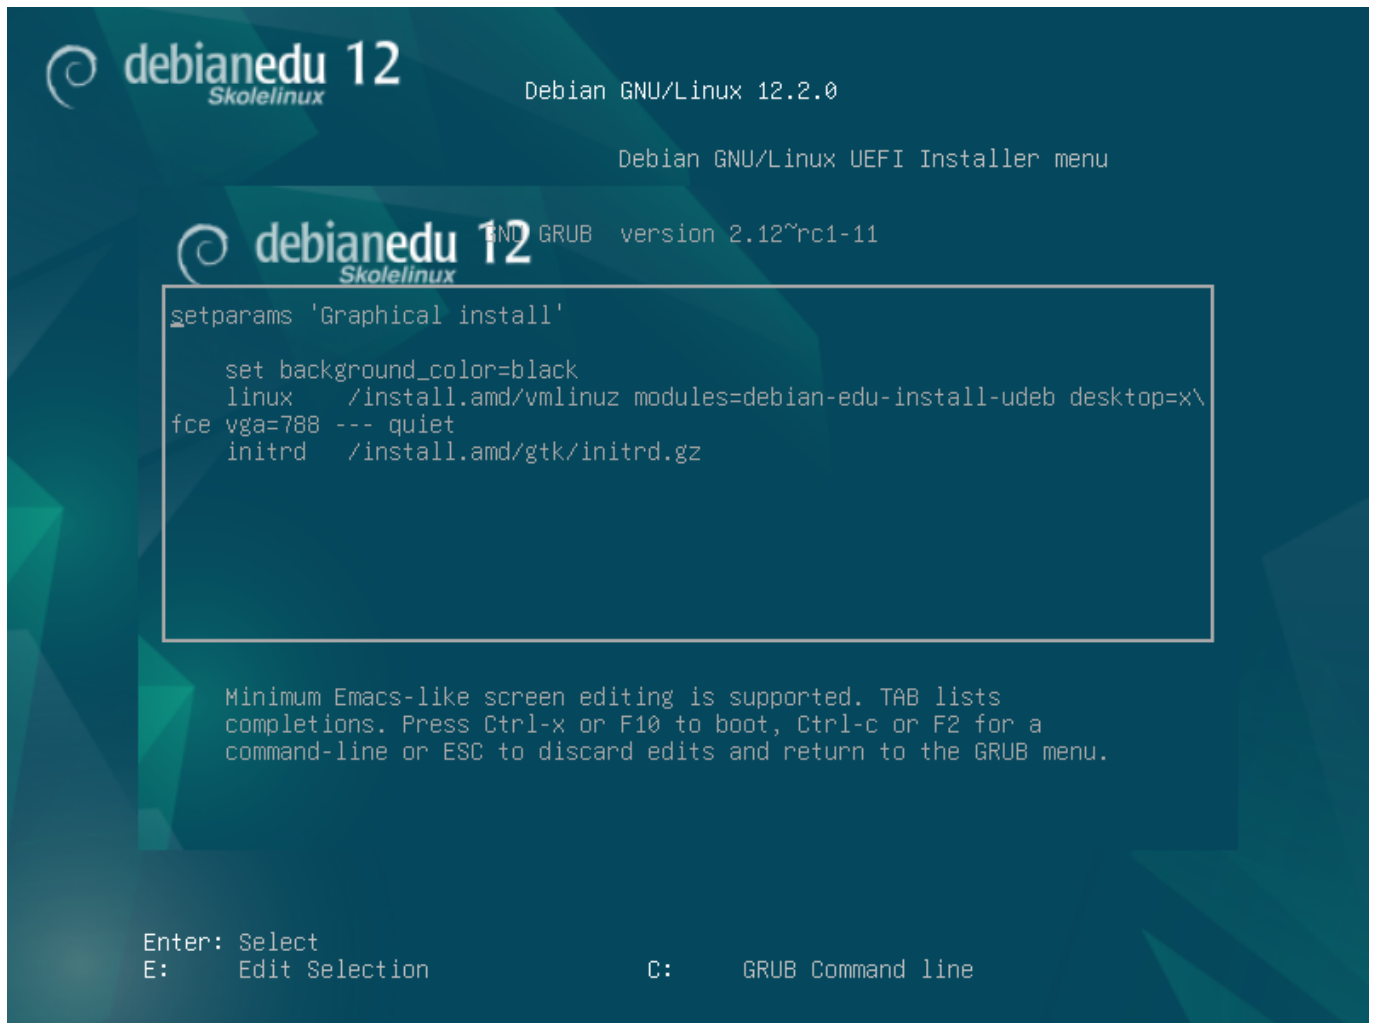 debianedu 12
Skolelinux
Debian GNU/Linux 12.2.0
Debian GNU/Linux UEFI Installer menu
debianedu 12
Skolelinux
GNU GRUB  version 2.12~rc1-11
setparams 'Graphical install'
set background_color=black
linux    /install.amd/vmlinuz modules=debian-edu-install-udeb desktop=x\
fce vga=788 --- quiet
initrd   /install.amd/gtk/initrd.gz
Minimum Emacs-like screen editing is supported. TAB lists
completions. Press Ctrl-x or F10 to boot, Ctrl-c or F2 for a
command-line or ESC to discard edits and return to the GRUB menu.
Enter: Select
E:     Edit Selection     C:     GRUB Command line